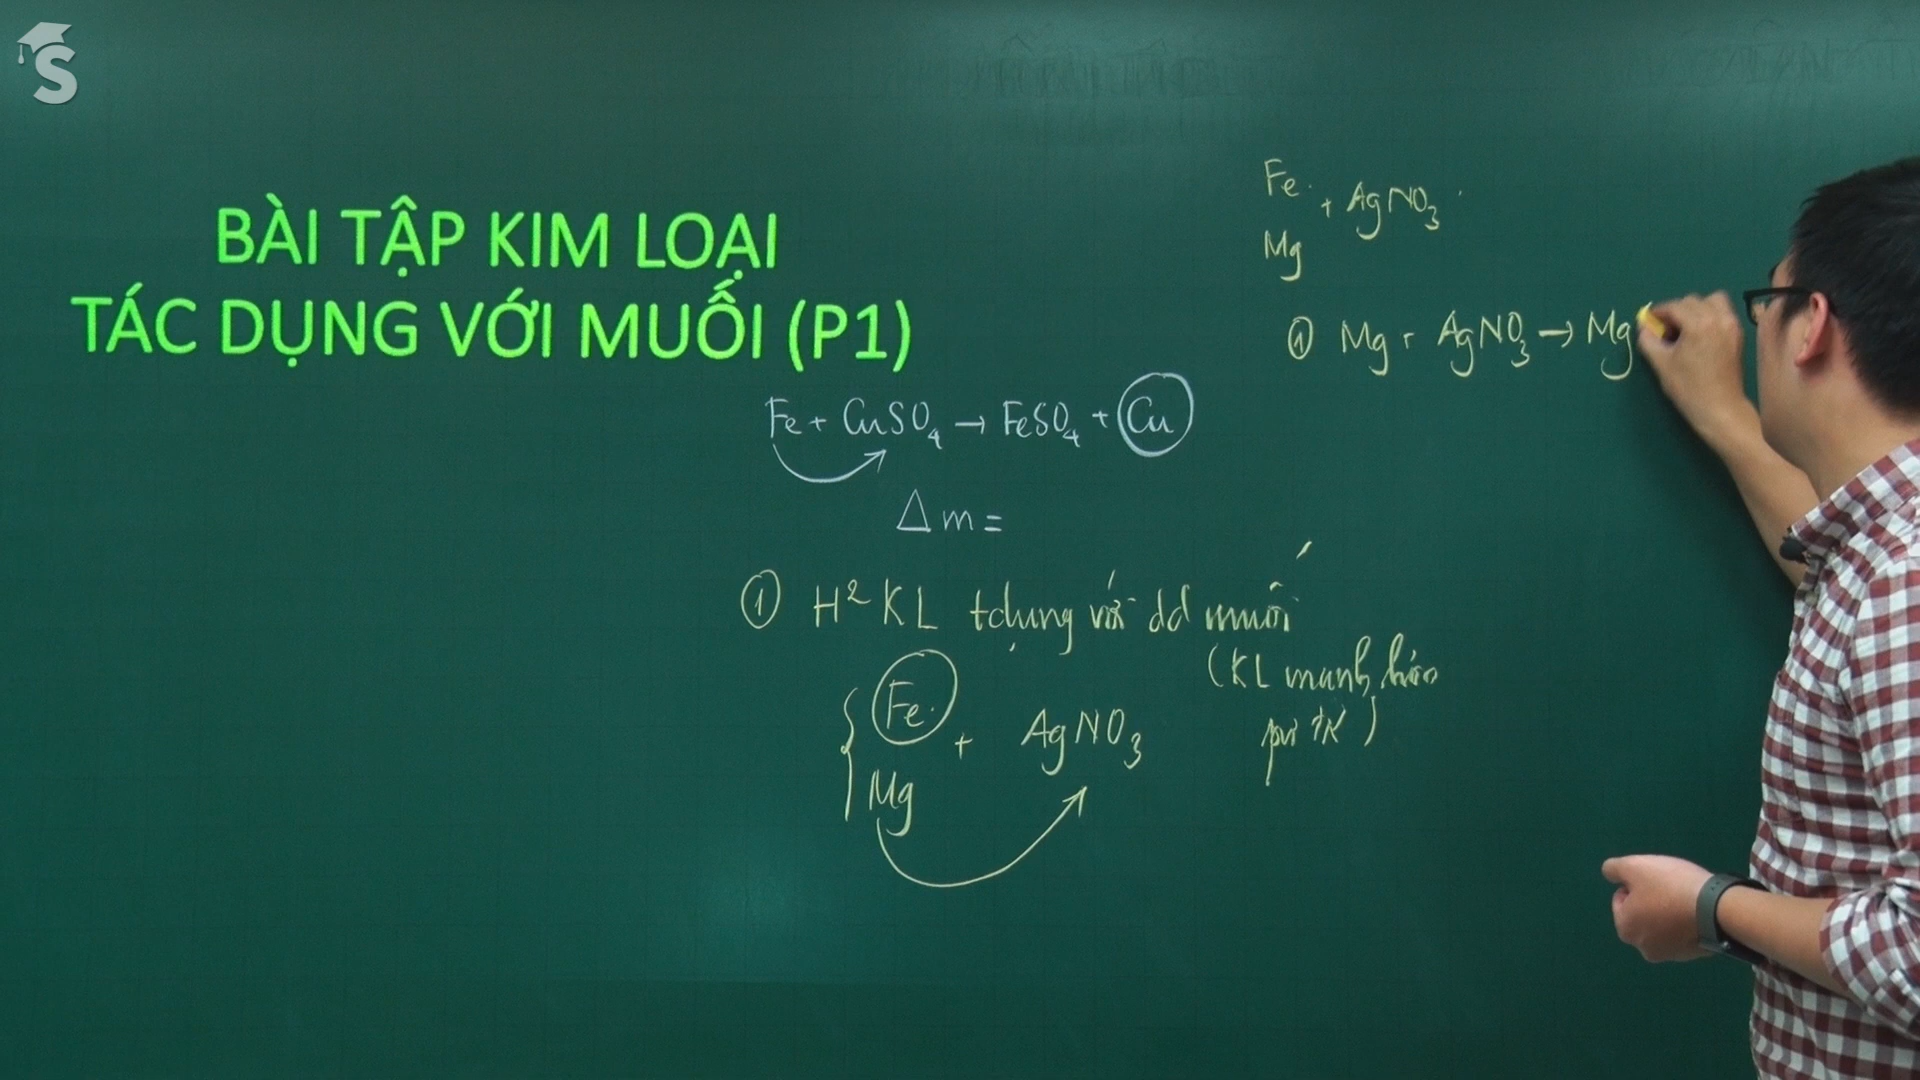 S
BÀI TẬP KIM LOẠI
TÁC DỤNG VỚI MUỐI (P1)
Fe + CuSO₄ → FeSO₄ + Cu
Δm =
① H² KL tdụng với dd muối
(KL mạnh hơn
pư tr')
Fe
+ AgNO₃
Mg
Fe
+ AgNO₃
Mg
① Mg + AgNO₃ → Mg